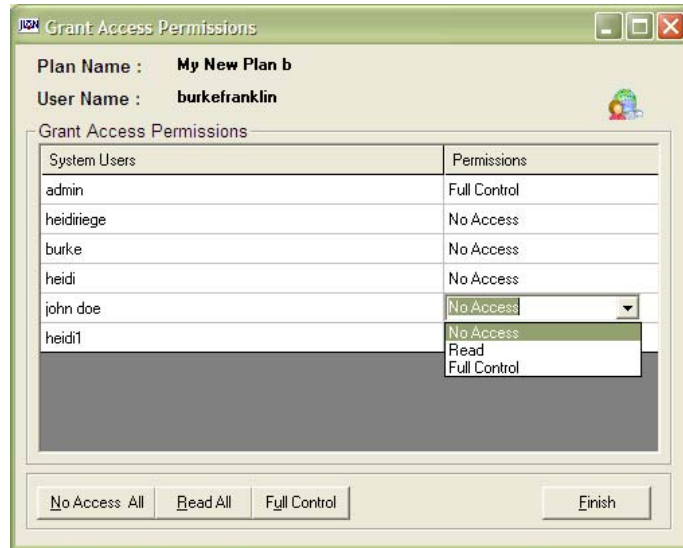 JIAN Grant Access Permissions
Plan Name : My New Plan b
User Name : burkefranklin
Grant Access Permissions
System Users Permissions
admin Full Control
heidiriege No Access
burke No Access
heidi No Access
john doe No Access
heidi1 No Access
Read
Full Control
No Access All Read All Full Control Finish